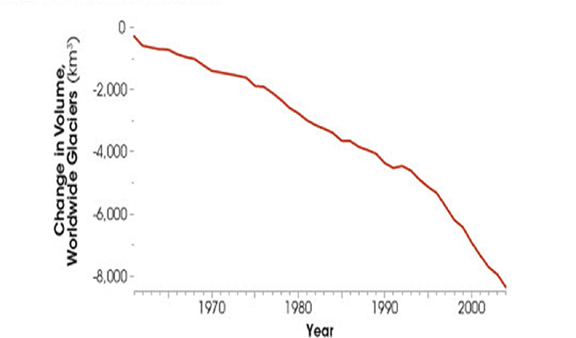 Change in Volume,
Worldwide Glaciers (km³)
0
-2,000
-4,000
-6,000
-8,000
1970 1980 1990 2000
Year